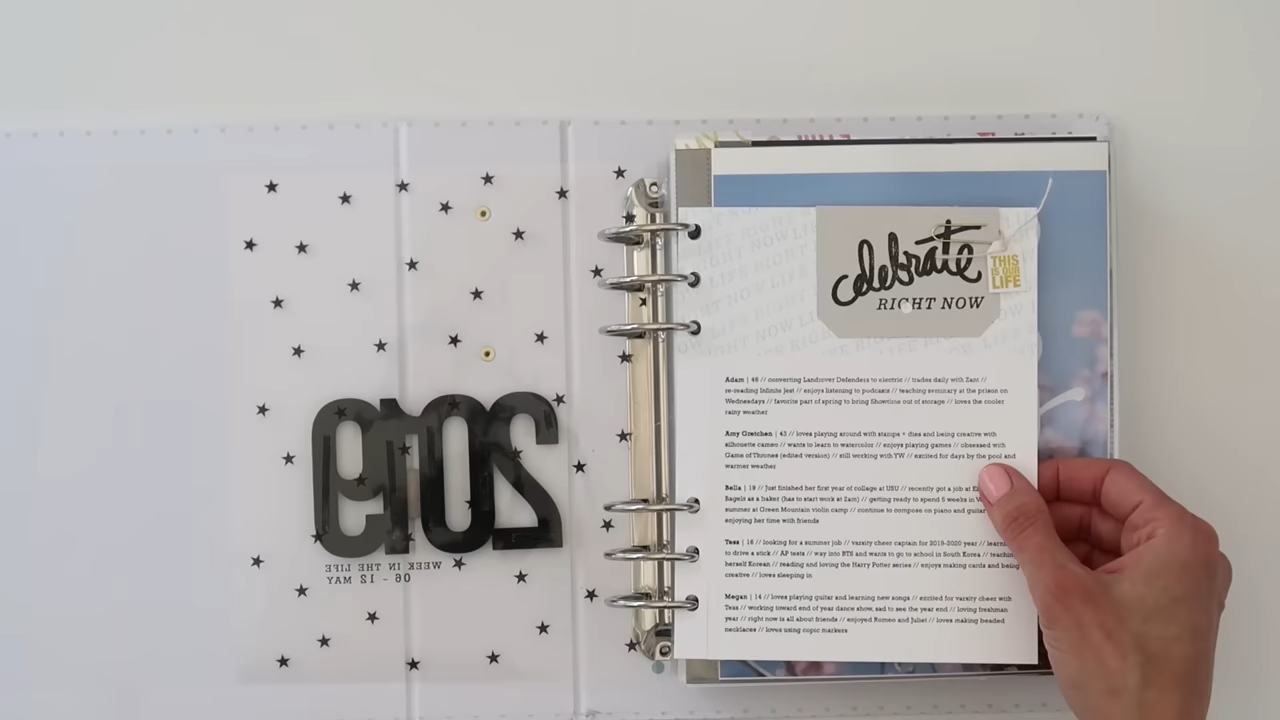 2019
WEEK IN THE LIFE
06 - 12 MAY
celebrate
RIGHT NOW
THIS
IS OUR
LIFE
Adam | 46 // converting Landrover Defenders to electric // trades daily with Zant //
re-reading Infinite Jest // enjoys listening to podcasts // teaching seminary at the prison on
Wednesdays // favorite part of spring to bring Showtime out of storage // loves the cooler
rainy weather
Amy Gretchen | 43 // loves playing around with stamps + dies and being creative with
silhouette cameo // wants to learn to watercolor // enjoys playing games // obsessed with
Game of Thrones (edited version) // still working with YW // excited for days by the pool and
warmer weather
Bella | 19 // Just finished her first year of collage at USU // recently got a job at
Bagels as a baker (has to start work at 2am) // getting ready to spend 5 weeks in
summer at Green Mountain violin camp // continue to compose on piano and guitar
enjoying her time with friends
Tess | 16 // looking for a summer job // varsity cheer captain for 2019-2020 year //
to drive a stick // AP tests // way into BTS and wants to go to school in South Korea // teaching
herself Korean // reading and loving the Harry Potter series // enjoys making cards and being
creative // loves sleeping in
Megan | 14 // loves playing guitar and learning new songs // excited for varsity cheer with
Tess // working toward end of year dance show, sad to see the year end // loving freshman
year // right now is all about friends // enjoyed Romeo and Juliet // loves making beaded
necklaces // loves using copic markers